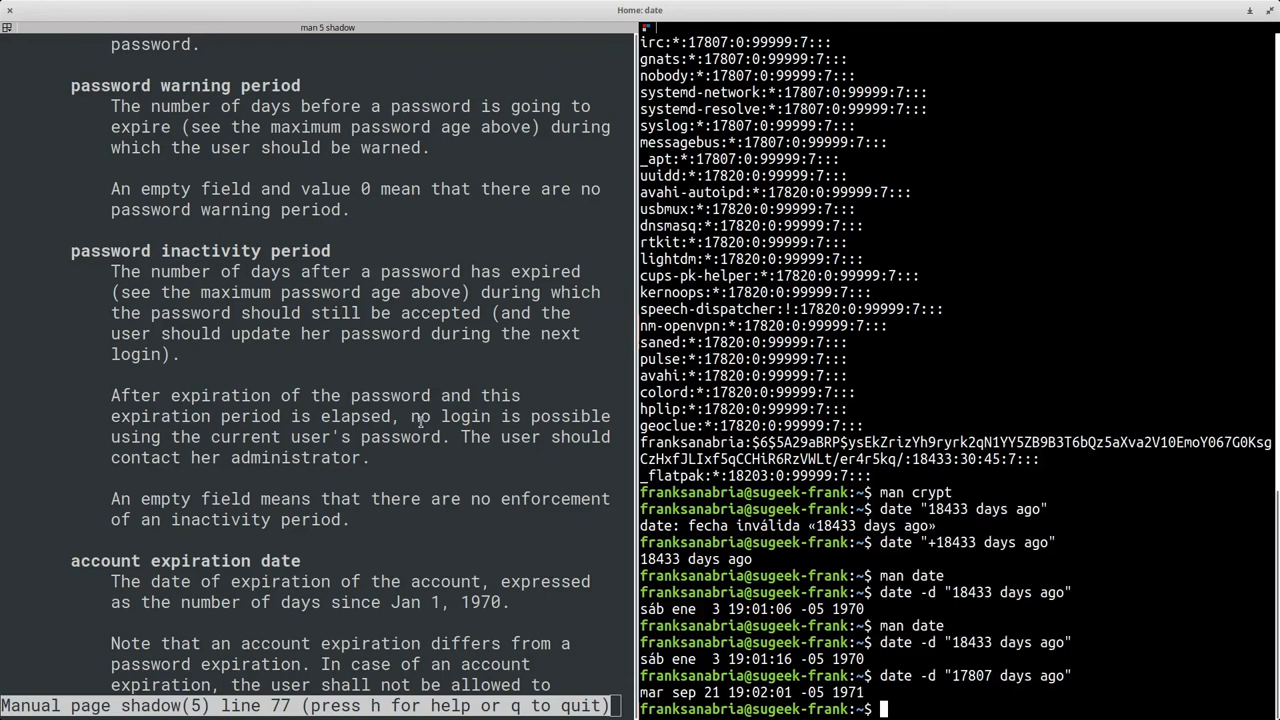 Home: date
man 5 shadow
password.
password warning period
The number of days before a password is going to
expire (see the maximum password age above) during
which the user should be warned.
An empty field and value 0 mean that there are no
password warning period.
password inactivity period
The number of days after a password has expired
(see the maximum password age above) during which
the password should still be accepted (and the
user should update her password during the next
login).
After expiration of the password and this
expiration period is elapsed, no login is possible
using the current user's password. The user should
contact her administrator.
An empty field means that there are no enforcement
of an inactivity period.
account expiration date
The date of expiration of the account, expressed
as the number of days since Jan 1, 1970.
Note that an account expiration differs from a
password expiration. In case of an account
expiration, the user shall not be allowed to
Manual page shadow(5) line 77 (press h for help or q to quit)
irc:*:17807:0:99999:7:::
gnats:*:17807:0:99999:7:::
nobody:*:17807:0:99999:7:::
systemd-network:*:17807:0:99999:7:::
systemd-resolve:*:17807:0:99999:7:::
syslog:*:17807:0:99999:7:::
messagebus:*:17807:0:99999:7:::
_apt:*:17807:0:99999:7:::
uuidd:*:17820:0:99999:7:::
avahi-autoipd:*:17820:0:99999:7:::
usbmux:*:17820:0:99999:7:::
dnsmasq:*:17820:0:99999:7:::
rtkit:*:17820:0:99999:7:::
lightdm:*:17820:0:99999:7:::
cups-pk-helper:*:17820:0:99999:7:::
kernoops:*:17820:0:99999:7:::
speech-dispatcher:!:17820:0:99999:7:::
nm-openvpn:*:17820:0:99999:7:::
saned:*:17820:0:99999:7:::
pulse:*:17820:0:99999:7:::
avahi:*:17820:0:99999:7:::
colord:*:17820:0:99999:7:::
hplip:*:17820:0:99999:7:::
geoclue:*:17820:0:99999:7:::
franksanabria:$6$5A29aBRP$ysEkZrizYh9ryrk2qN1YY5ZB9B3T6bQz5aXva2V10EmoY067G0Ksg
CzHxfJLIxf5qCCHiR6RzVWLt/er4r5kq/:18433:30:45:7:::
_flatpak:*:18203:0:99999:7:::
franksanabria@sugeek-frank:~$ man crypt
franksanabria@sugeek-frank:~$ date "18433 days ago"
date: fecha inválida «18433 days ago»
franksanabria@sugeek-frank:~$ date "+18433 days ago"
18433 days ago
franksanabria@sugeek-frank:~$ man date
franksanabria@sugeek-frank:~$ date -d "18433 days ago"
sáb ene  3 19:01:06 -05 1970
franksanabria@sugeek-frank:~$ man date
franksanabria@sugeek-frank:~$ date -d "18433 days ago"
sáb ene  3 19:01:16 -05 1970
franksanabria@sugeek-frank:~$ date -d "17807 days ago"
mar sep 21 19:02:01 -05 1971
franksanabria@sugeek-frank:~$